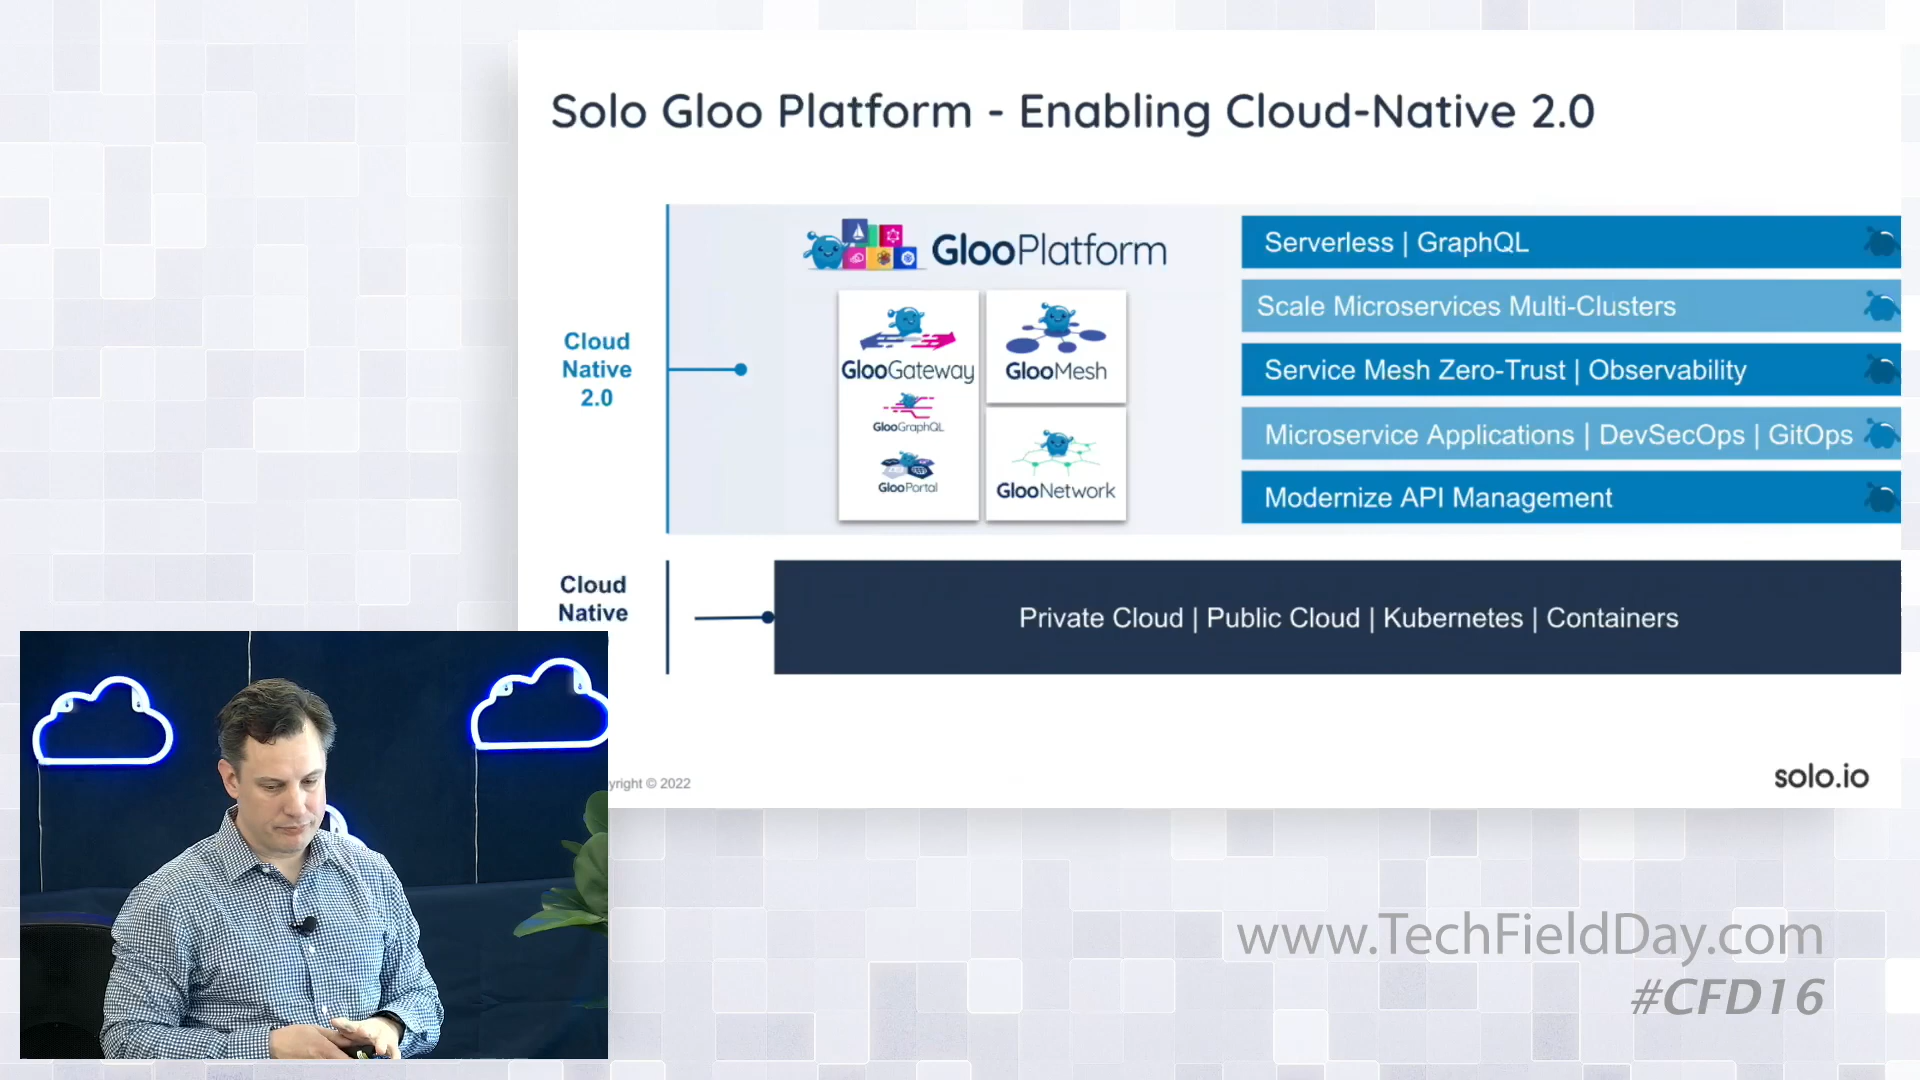 Solo Gloo Platform - Enabling Cloud-Native 2.0
Cloud
Native
2.0
GlooPlatform
GlooGateway
GlooGraphQL
GlooPortal
GlooMesh
GlooNetwork
Serverless | GraphQL
Scale Microservices Multi-Clusters
Service Mesh Zero-Trust | Observability
Microservice Applications | DevSecOps | GitOps
Modernize API Management
Cloud
Native
Private Cloud | Public Cloud | Kubernetes | Containers
yright © 2022
solo.io
www.TechFieldDay.com
#CFD16